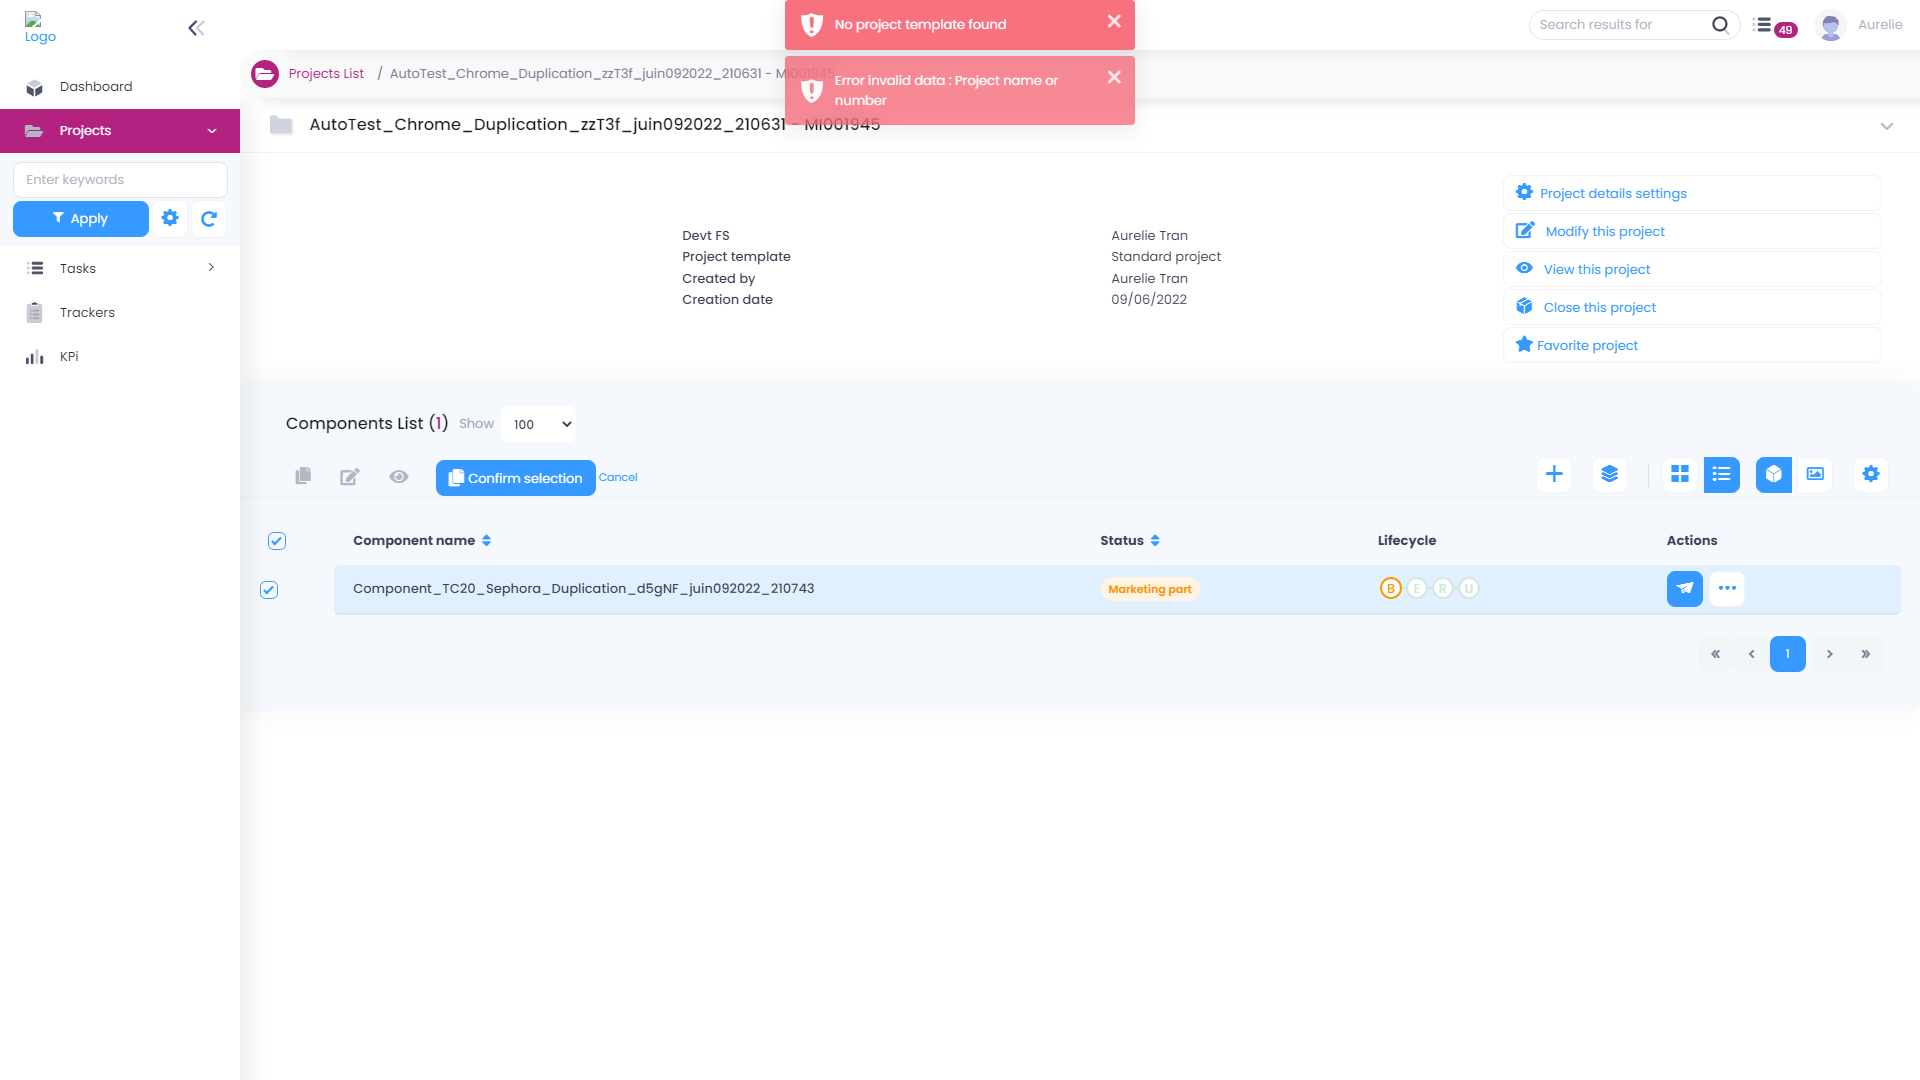 Logo
No project template found
Search results for
49
Aurelie
Projects List / AutoTest_Chrome_Duplication_zzT3f_juin092022_210631 - MI001945
Error invalid data : Project name or
number
Dashboard
Projects
AutoTest_Chrome_Duplication_zzT3f_juin092022_210631 - MI001945
Enter keywords
Apply
Tasks
Trackers
KPi
Devt FS
Aurelie Tran
Project template
Standard project
Created by
Aurelie Tran
Creation date
09/06/2022
Project details settings
Modify this project
View this project
Close this project
Favorite project
Components List (1) Show 100
Confirm selection Cancel
Component name
Status
Lifecycle
Actions
Component_TC20_Sephora_Duplication_d5gNF_juin092022_210743
Marketing part
B E R U
« ‹ 1 › »